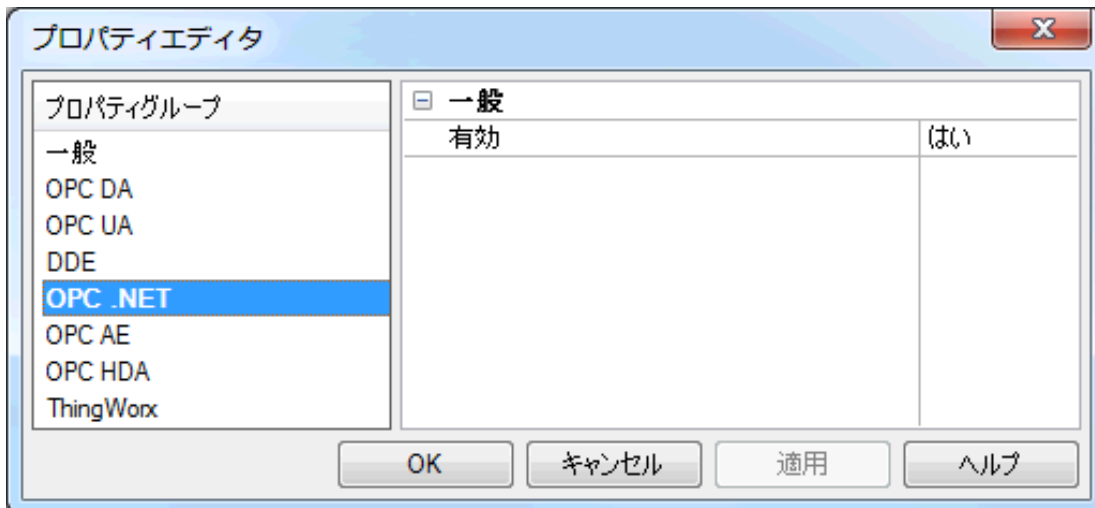 プロパティエディタ
プロパティグループ
一般
OPC DA
OPC UA
DDE
OPC .NET
OPC AE
OPC HDA
ThingWorx
一般
有効 はい
OK キャンセル 適用 ヘルプ